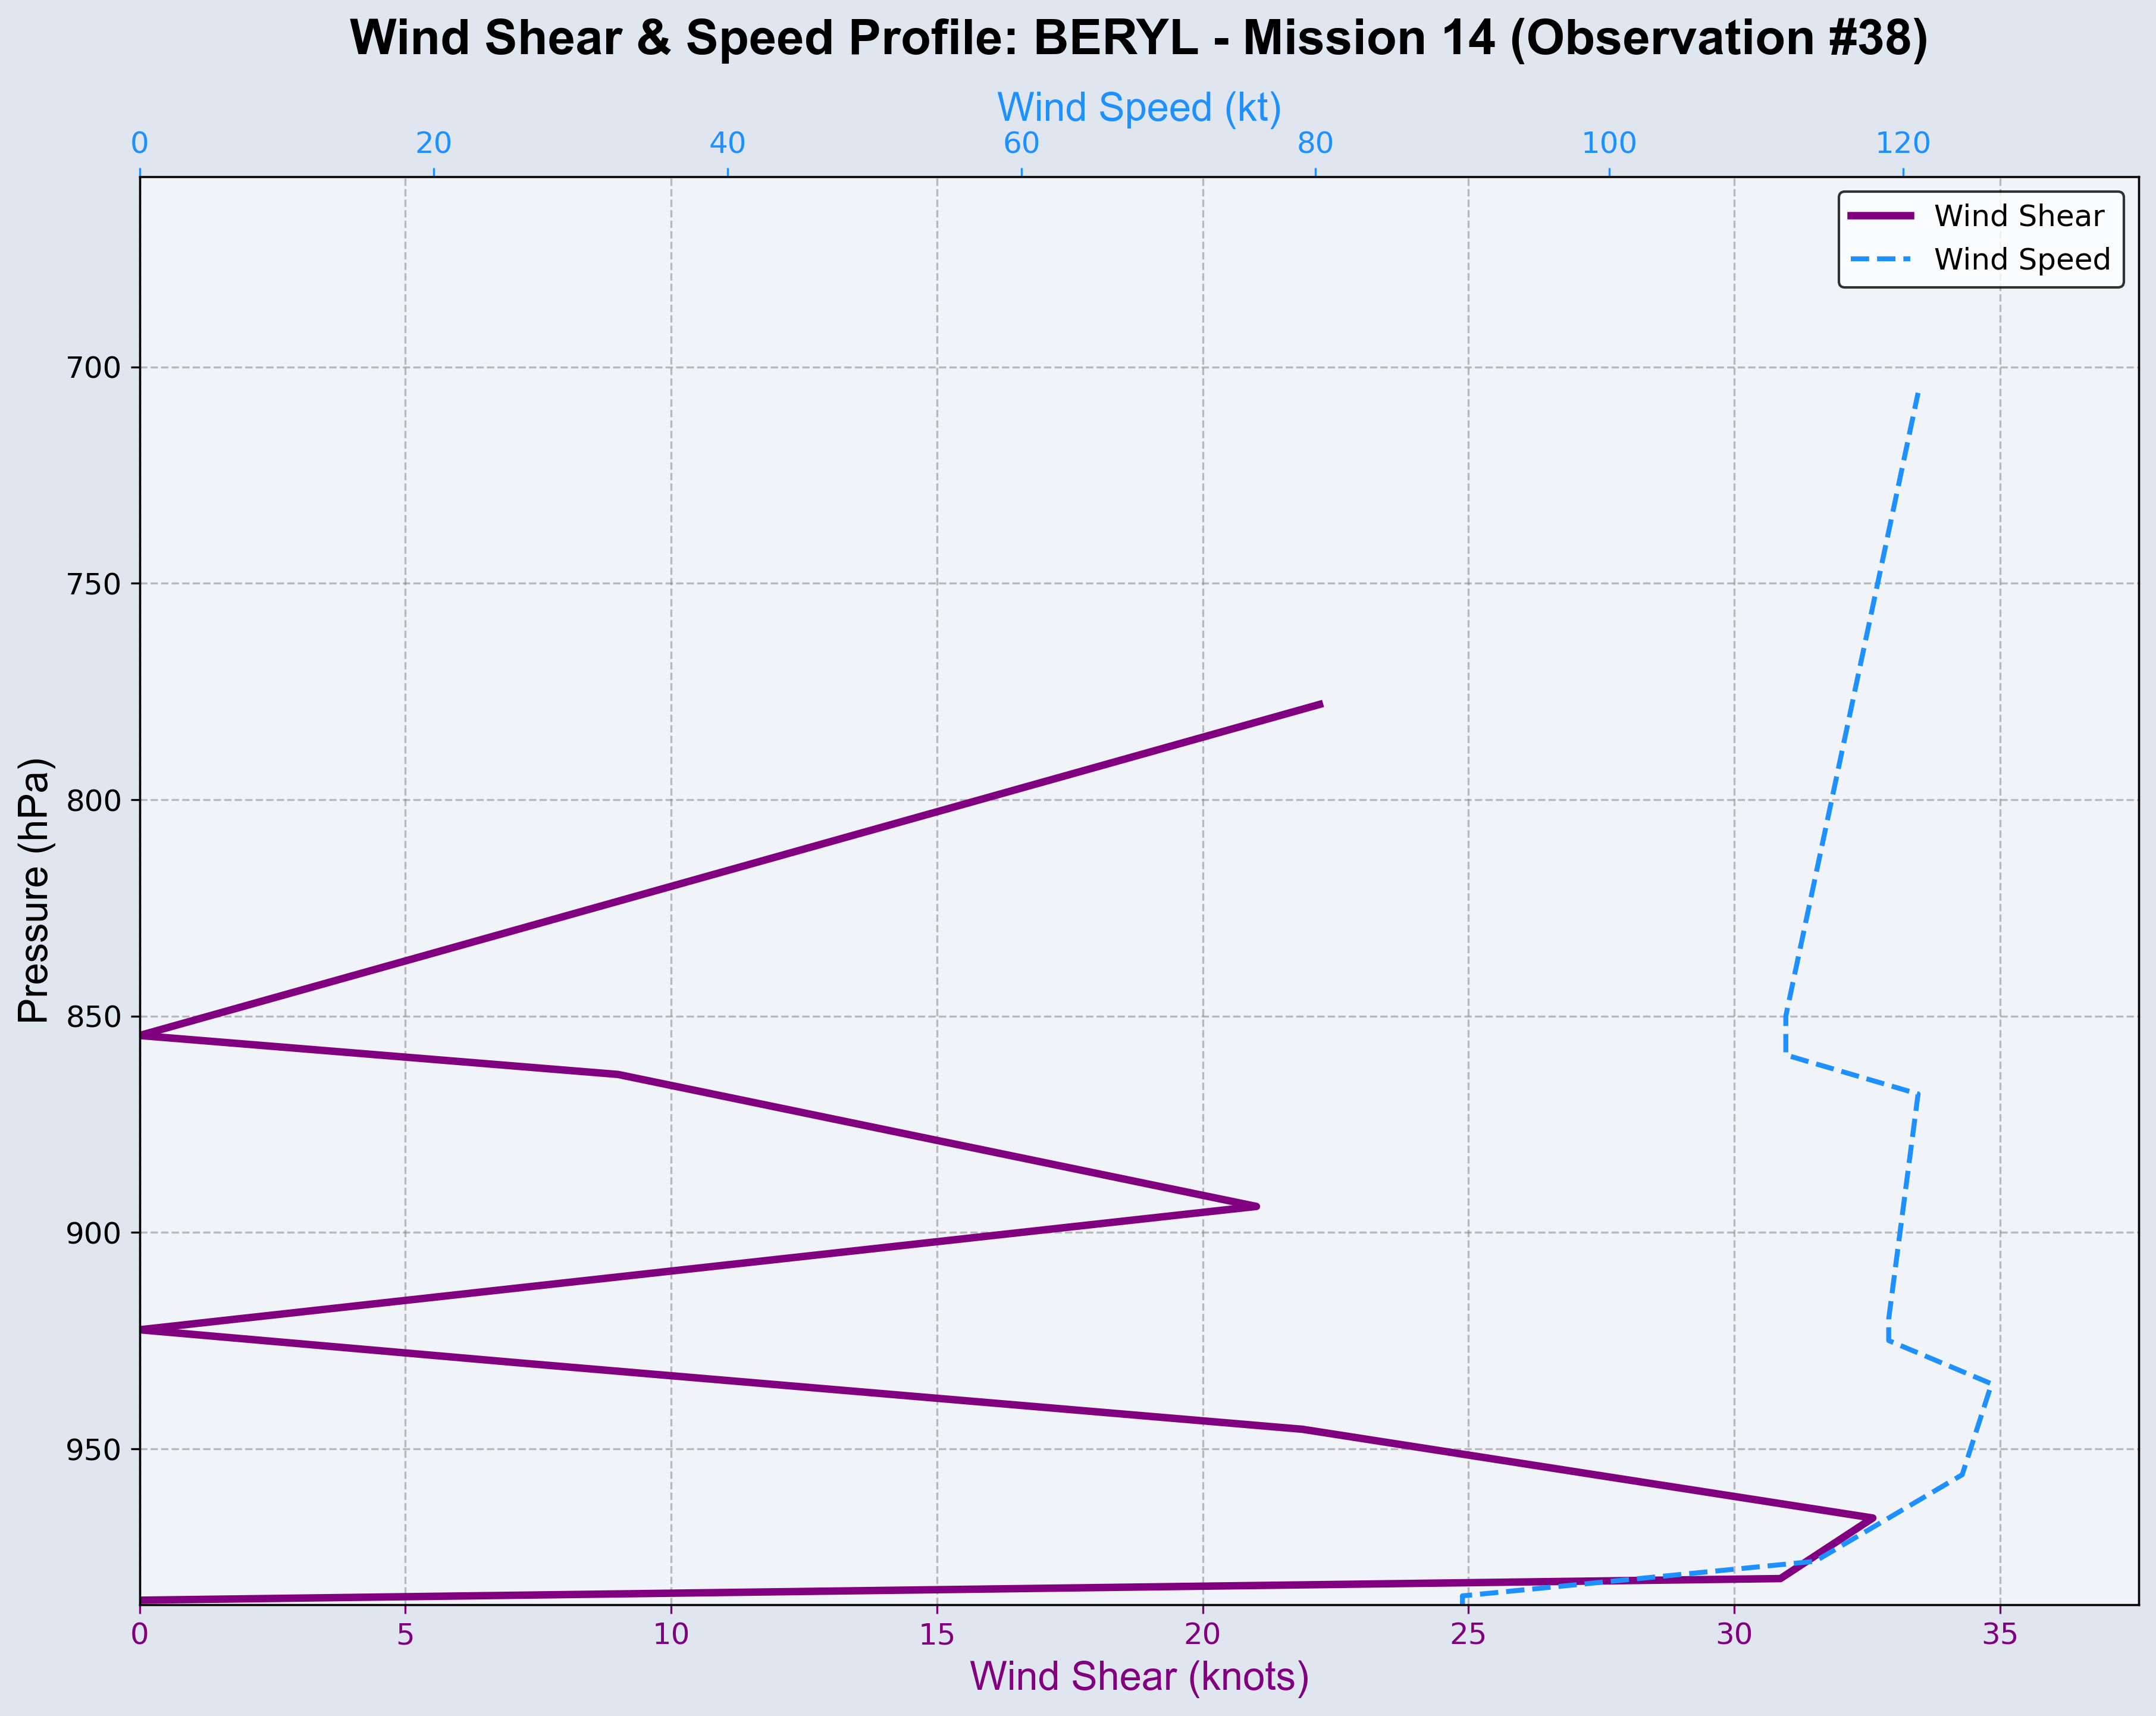 Wind Shear & Speed Profile: BERYL - Mission 14 (Observation #38)
Wind Speed (kt)
0 20 40 60 80 100 120
Wind Shear
Wind Speed
700
750
800
850
900
950
Pressure (hPa)
0 5 10 15 20 25 30 35
Wind Shear (knots)